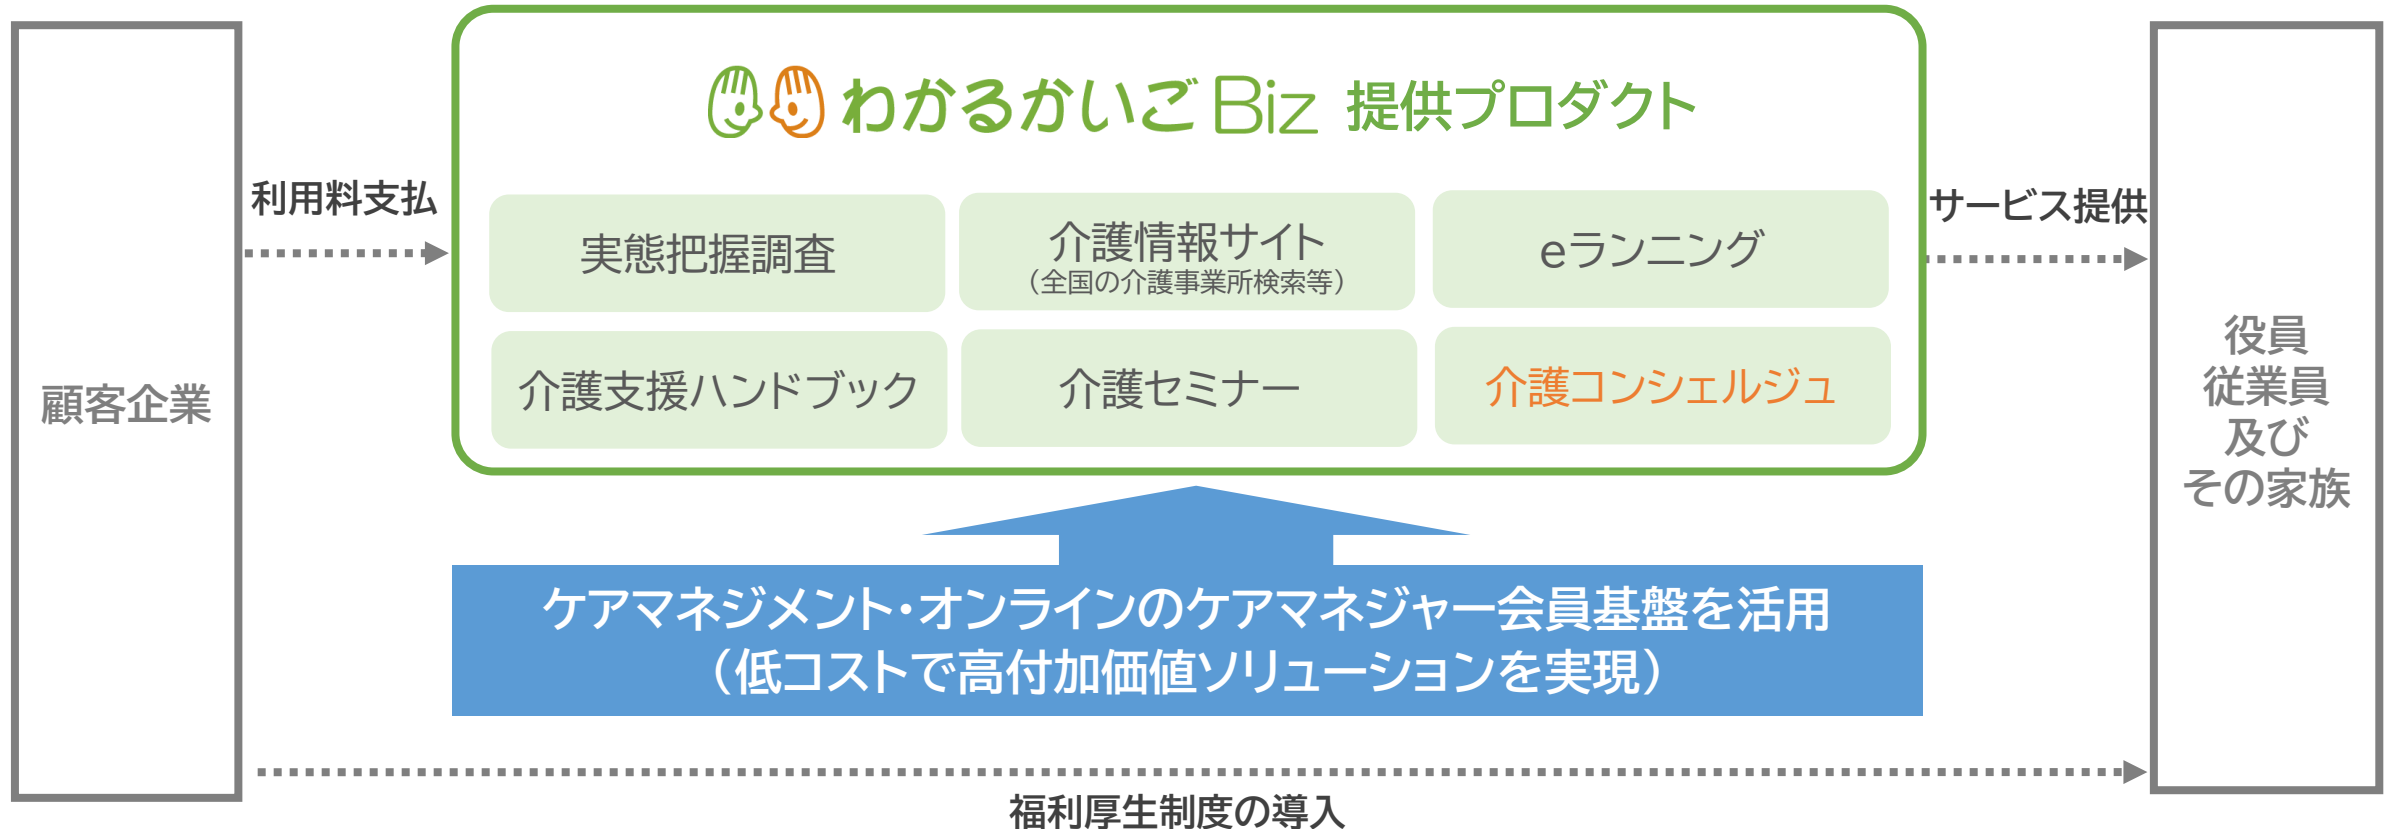 わかるかいごBiz 提供プロダクト
利用料支払
サービス提供
実態把握調査
介護情報サイト
（全国の介護事業所検索等）
eランニング
介護支援ハンドブック
介護セミナー
介護コンシェルジュ
顧客企業
役員
従業員
及び
その家族
ケアマネジメント・オンラインのケアマネジャー会員基盤を活用
（低コストで高付加価値ソリューションを実現）
福利厚生制度の導入